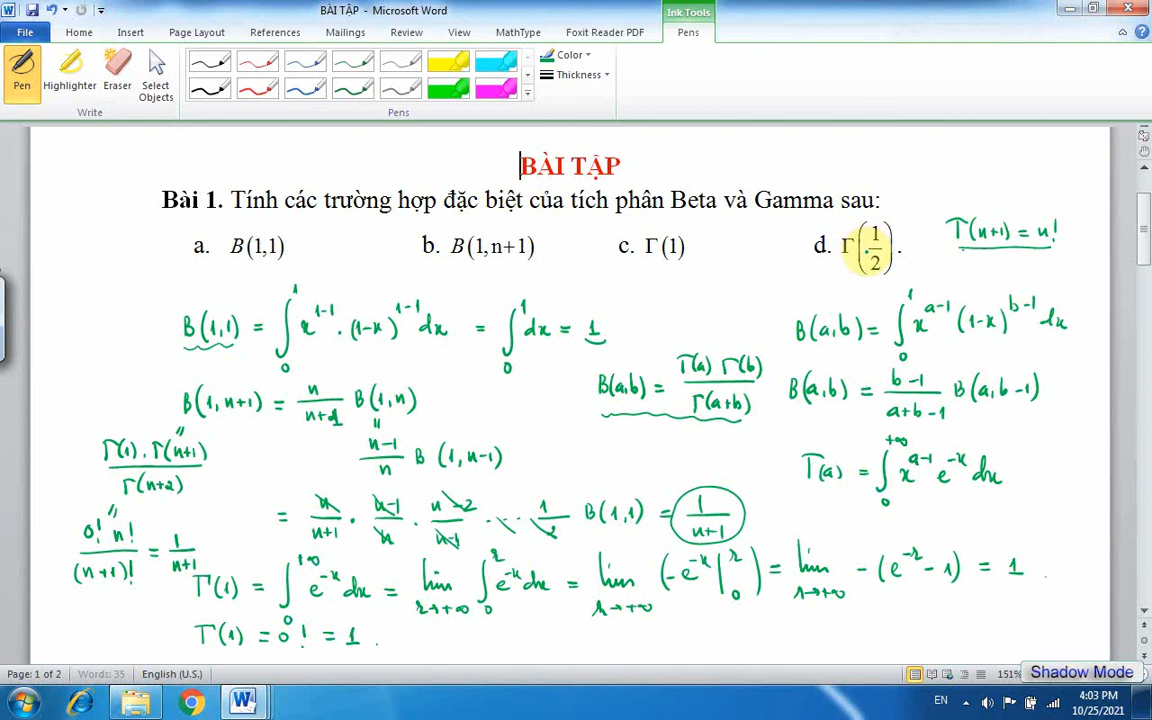 BÀI TẬP - Microsoft Word
Ink Tools
File Home Insert Page Layout References Mailings Review View MathType Foxit Reader PDF Pens
Pen Highlighter Eraser Select Objects
Color
Thickness
Write Pens
BÀI TẬP
Bài 1. Tính các trường hợp đặc biệt của tích phân Beta và Gamma sau:
a. B(1,1) b. B(1,n+1) c. Γ(1) d. Γ(1/2).
Γ(n+1) = n!
B(1,1) = ∫₀¹ x^(1-1) . (1-x)^(1-1) dx = ∫₀¹ dx = 1
B(a,b) = ∫₀¹ x^(a-1) (1-x)^(b-1) dx
B(1,n+1) = n/(n+1) B(1,n)
B(a,b) = Γ(a) Γ(b) / Γ(a+b)
B(a,b) = (b-1)/(a+b-1) B(a,b-1)
" "
Γ(1) . Γ(n+1) / Γ(n+2)
(n-1)/n B(1,n-1)
Γ(a) = ∫₀^(+∞) x^(a-1) e^(-x) dx
= n/(n+1) . (n-1)/n . (n-2)/(n-1) ... 1/2 B(1,1) = 1/(n+1)
"
0! n! / (n+1)! = 1/(n+1)
Γ(1) = ∫₀^(+∞) e^(-x) dx = lim r→+∞ ∫₀^r e^(-x) dx = lim r→+∞ (-e^(-x) |₀^r) = lim r→+∞ -(e^(-r) - 1) = 1
Γ(1) = 0! = 1.
Page: 1 of 2 Words: 35 English (U.S.) 151%
Shadow Mode
EN 4:03 PM
10/25/2021